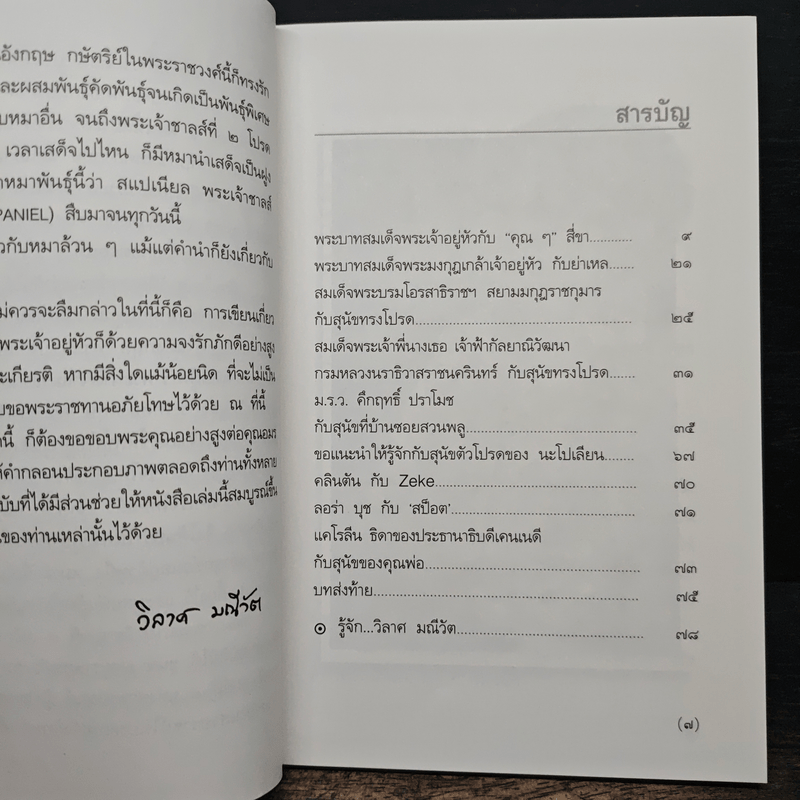 นอังกฤษ กษัตริย์ในพระราชวงศ์นี้ก็ทรงรัก
ละผสมพันธุ์คัดพันธุ์จนเกิดเป็นพันธุ์พิเศษ
บหมาอื่น จนถึงพระเจ้าชาลส์ที่ ๒ โปรด
เวลาเสด็จไปไหน ก็มีหมานำเสด็จเป็นฝูง
กหมาพันธุ์นี้ว่า สแปเนียล พระเจ้าชาลส์
PANIEL) สืบมาจนทุกวันนี้
วกับหมาล้วน ๆ แม้แต่คำนำก็ยังเกี่ยวกับ
ม่ควรจะลืมกล่าวในที่นี้ก็คือ การเขียนเกี่ยว
พระเจ้าอยู่หัวก็ด้วยความจงรักภักดีอย่างสูง
ะเกียรติ หากมีสิ่งใดแม้น้อยนิด ที่จะไม่เป็น
บขอพระราชทานอภัยโทษไว้ด้วย ณ ที่นี้
นี้ ก็ต้องขอขอบพระคุณอย่างสูงต่อคุณอมร
ห้คำกลอนประกอบภาพตลอดถึงท่านทั้งหลาย
บับที่ได้มีส่วนช่วยให้หนังสือเล่มนี้สมบูรณ์ขึ้น
นของท่านเหล่านั้นไว้ด้วย
วิลาศ มณีวัต
สารบัญ
พระบาทสมเด็จพระเจ้าอยู่หัวกับ "คุณ ๆ" สี่ขา............ ๙
พระบาทสมเด็จพระมงกุฎเกล้าเจ้าอยู่หัว กับย่าเหล....... ๒๑
สมเด็จพระบรมโอรสาธิราชฯ สยามมกุฎราชกุมาร
กับสุนัขทรงโปรด............ ๒๕
สมเด็จพระเจ้าพี่นางเธอ เจ้าฟ้ากัลยาณิวัฒนา
กรมหลวงนราธิวาสราชนครินทร์ กับสุนัขทรงโปรด....... ๓๑
ม.ร.ว. คึกฤทธิ์ ปราโมช
กับสุนัขที่บ้านซอยสวนพลู............ ๓๕
ขอแนะนำให้รู้จักกับสุนัขตัวโปรดของ นะโปเลียน........ ๖๗
คลินตัน กับ Zeke............ ๗๐
ลอร่า บุช กับ 'สป็อต'............ ๗๑
แคโรลีน ธิดาของประธานาธิบดีเคนเนดี
กับสุนัขของคุณพ่อ............ ๗๓
บทส่งท้าย............ ๗๕
๏ รู้จัก...วิลาศ มณีวัต............ ๗๘
(๗)